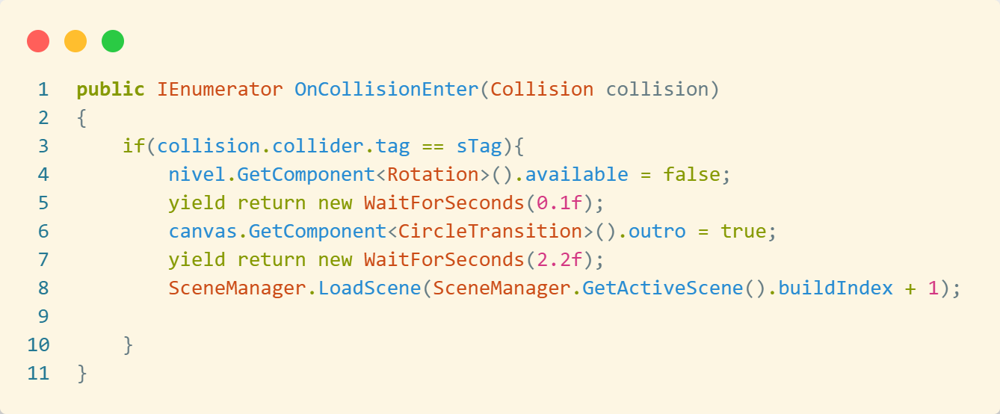 1 public IEnumerator OnCollisionEnter(Collision collision)
2 {
3     if(collision.collider.tag == sTag){
4         nivel.GetComponent<Rotation>().available = false;
5         yield return new WaitForSeconds(0.1f);
6         canvas.GetComponent<CircleTransition>().outro = true;
7         yield return new WaitForSeconds(2.2f);
8         SceneManager.LoadScene(SceneManager.GetActiveScene().buildIndex + 1);
9
10     }
11 }